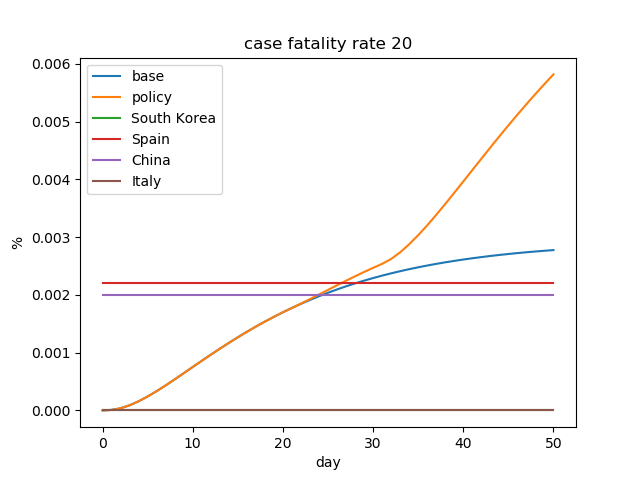 case fatality rate 20
0.006
0.005
0.004
0.003
0.002
0.001
0.000
%
base
policy
South Korea
Spain
China
Italy
0 10 20 30 40 50
day